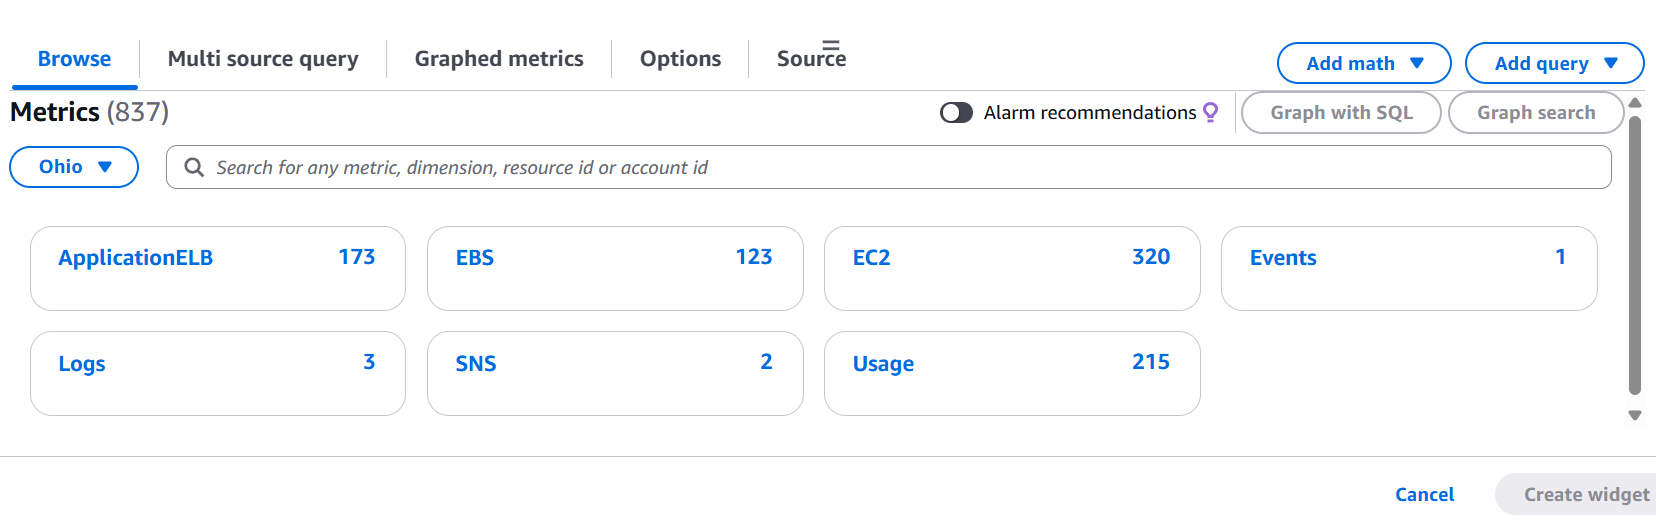 Browse Multi source query Graphed metrics Options Source Add math Add query
Metrics (837) Alarm recommendations Graph with SQL Graph search
Ohio Search for any metric, dimension, resource id or account id
ApplicationELB 173 EBS 123 EC2 320 Events 1
Logs 3 SNS 2 Usage 215
Cancel Create widget